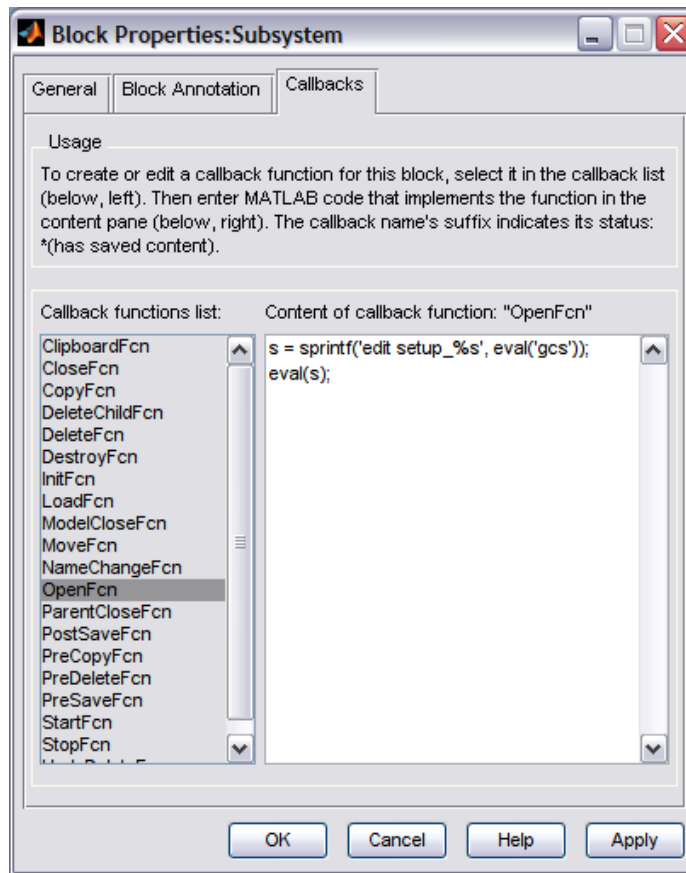 Block Properties:Subsystem
General
Block Annotation
Callbacks
Usage
To create or edit a callback function for this block, select it in the callback list
(below, left). Then enter MATLAB code that implements the function in the
content pane (below, right). The callback name's suffix indicates its status:
*(has saved content).
Callback functions list:
Content of callback function: "OpenFcn"
ClipboardFcn
CloseFcn
CopyFcn
DeleteChildFcn
DeleteFcn
DestroyFcn
InitFcn
LoadFcn
ModelCloseFcn
MoveFcn
NameChangeFcn
OpenFcn
ParentCloseFcn
PostSaveFcn
PreCopyFcn
PreDeleteFcn
PreSaveFcn
StartFcn
StopFcn
s = sprintf('edit setup_%s', eval('gcs'));
eval(s);
OK
Cancel
Help
Apply